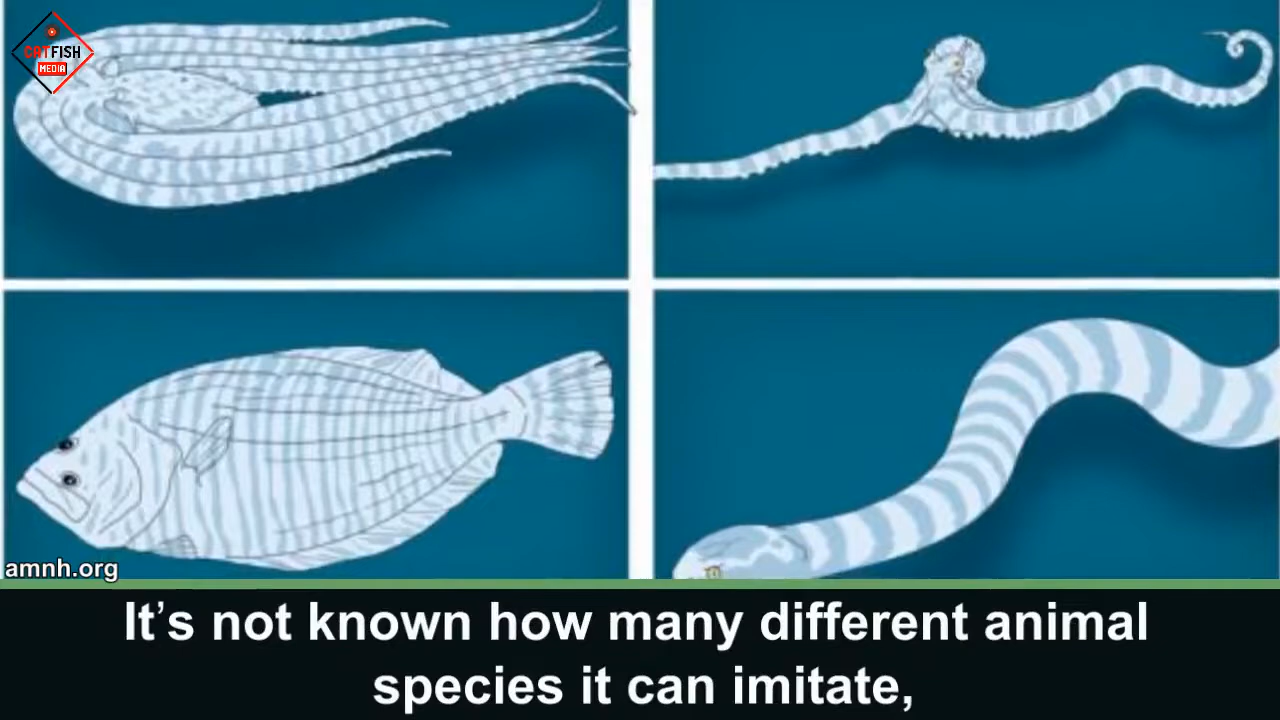 CATFISH
MEDIA
amnh.org
It’s not known how many different animal
species it can imitate,